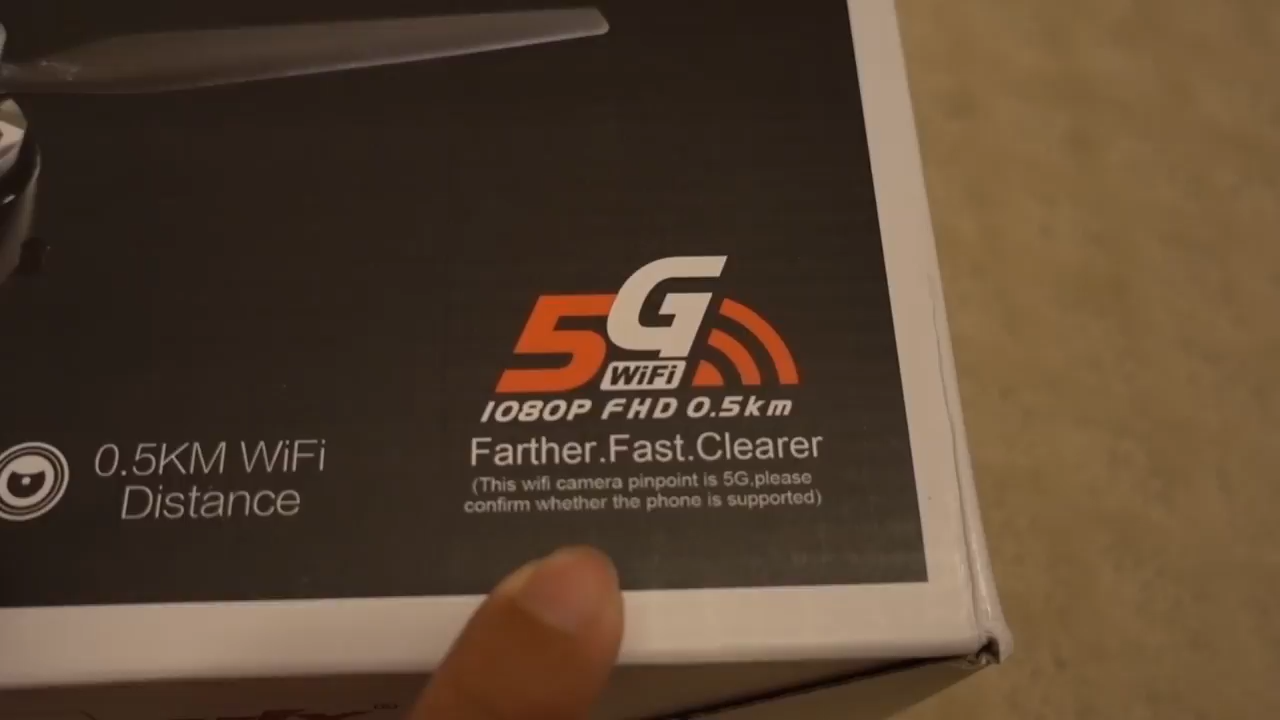 5G
WiFi
1080P FHD 0.5km
Farther.Fast.Clearer
(This wifi camera pinpoint is 5G,please
confirm whether the phone is supported)
0.5KM WiFi
Distance